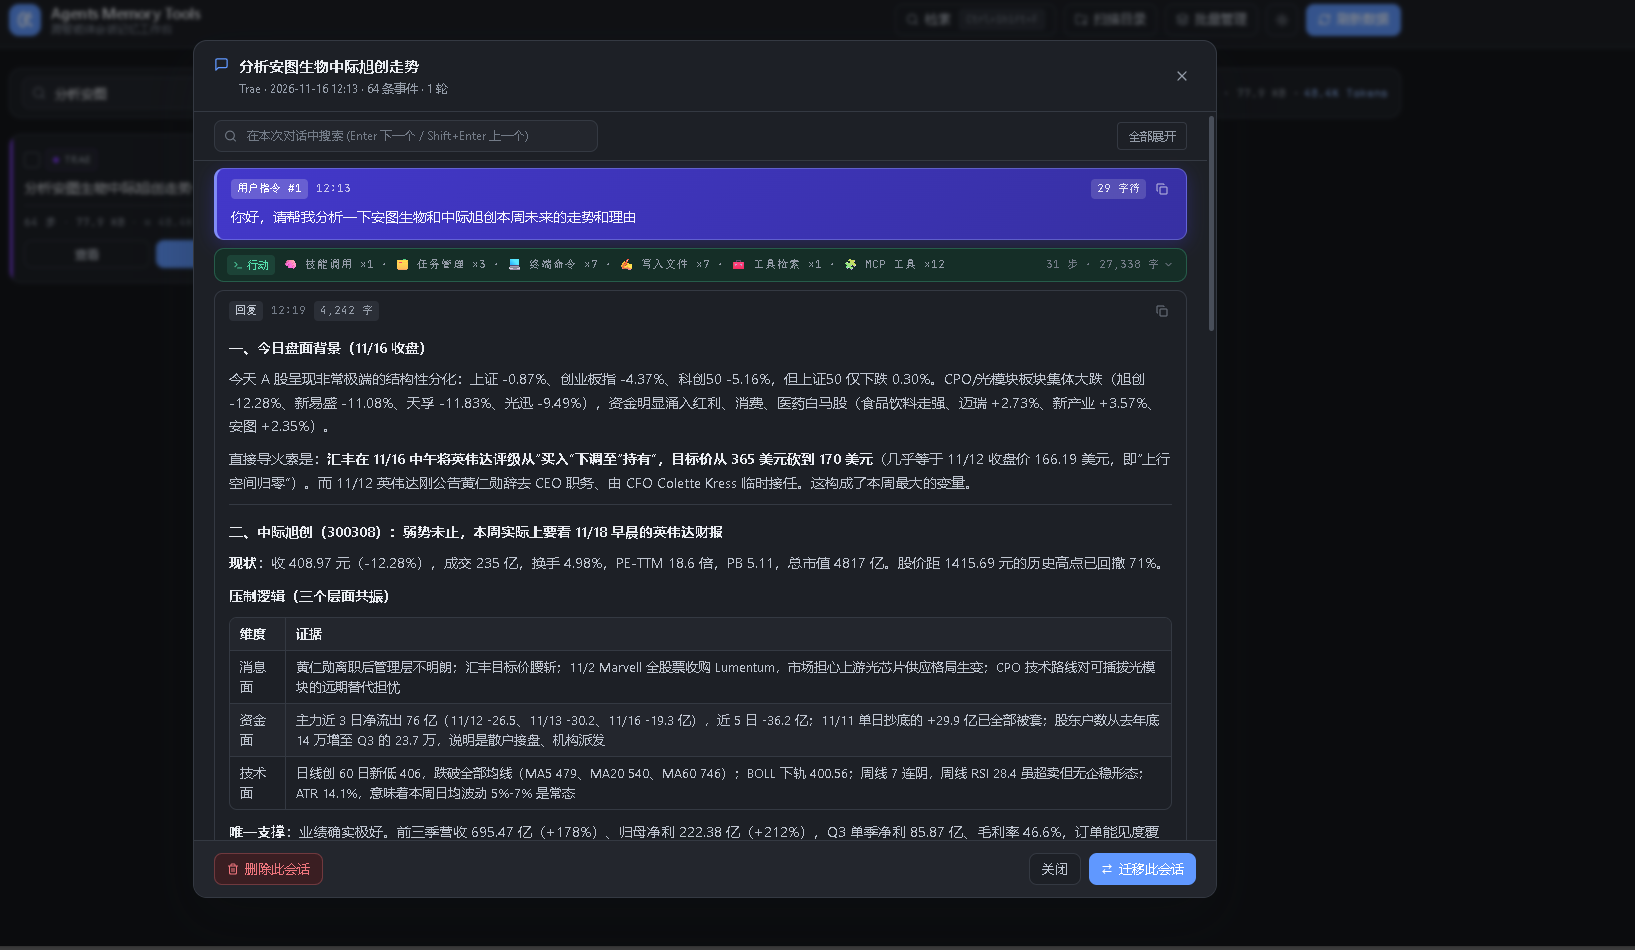 Agents Memory Tools
分析安图生物中际旭创走势
Trae · 2026-11-16 12:13 · 64 条事件 · 1 轮
在本次对话中搜索 (Enter 下一个 / Shift+Enter 上一个)
全部展开
用户指令 #1 12:13 29 字符
你好，请帮我分析一下安图生物和中际旭创本周未来的走势和理由
行动 技能调用 ×1 · 任务管理 ×3 · 终端命令 ×7 · 写入文件 ×7 · 工具检索 ×1 · MCP 工具 ×12 31 步 · 27,338 字
回复 12:19 4,242 字
一、今日盘面背景（11/16 收盘）
今天 A 股呈现非常极端的结构性分化：上证 -0.87%、创业板指 -4.37%、科创50 -5.16%，但上证50 仅下跌 0.30%。CPO/光模块板块集体大跌（旭创
-12.28%、新易盛 -11.08%、天孚 -11.83%、光迅 -9.49%），资金明显涌入红利、消费、医药白马股（食品饮料走强、迈瑞 +2.73%、新产业 +3.57%、
安图 +2.35%）。
直接导火索是：汇丰在 11/16 中午将英伟达评级从"买入"下调至"持有"，目标价从 365 美元砍到 170 美元（几乎等于 11/12 收盘价 166.19 美元，即"上行
空间归零"）。而 11/12 英伟达刚公告黄仁勋辞去 CEO 职务、由 CFO Colette Kress 临时接任。这构成了本周最大的变量。
二、中际旭创（300308）：弱势未止，本周实际上要看 11/18 早晨的英伟达财报
现状：收 408.97 元（-12.28%），成交 235 亿，换手 4.98%，PE-TTM 18.6 倍，PB 5.11，总市值 4817 亿。股价距 1415.69 元的历史高点已回撤 71%。
压制逻辑（三个层面共振）
维度 证据
消息面 黄仁勋离职后管理层不明朗；汇丰目标价腰斩；11/2 Marvell 全股票收购 Lumentum，市场担心上游光芯片供应格局生变；CPO 技术路线对可插拔光模
块的远期替代担忧
资金面 主力近 3 日净流出 76 亿（11/12 -26.5、11/13 -30.2、11/16 -19.3 亿），近 5 日 -36.2 亿；11/11 单日抄底的 +29.9 亿已全部被套；股东户数从去年底
14 万增至 Q3 的 23.7 万，说明是散户接盘、机构派发
技术面 日线创 60 日新低 406，跌破全部均线（MA5 479、MA20 540、MA60 746）；BOLL 下轨 400.56；周线 7 连阴，周线 RSI 28.4 虽超卖但无企稳形态；
ATR 14.1%，意味着本周日均波动 5%-7% 是常态
唯一支撑：业绩确实极好。前三季营收 695.47 亿（+178%）、归母净利 222.38 亿（+212%），Q3 单季净利 85.87 亿、毛利率 46.6%，订单能见度覆
删除此会话
关闭
迁移此会话